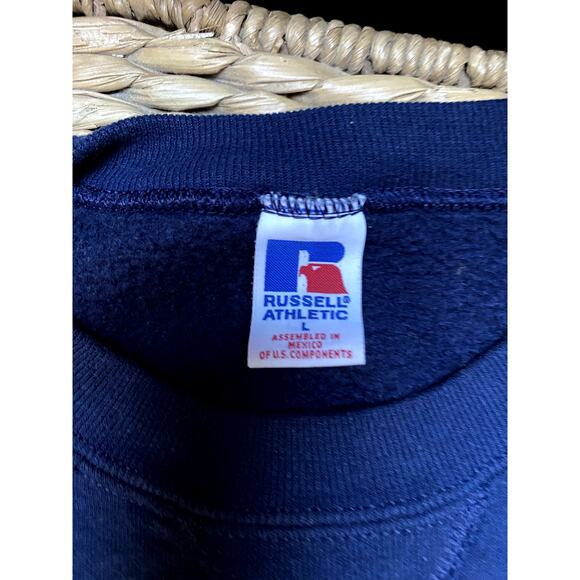 RUSSELL®
ATHLETIC
L
ASSEMBLED IN
MEXICO
OF U.S. COMPONENTS